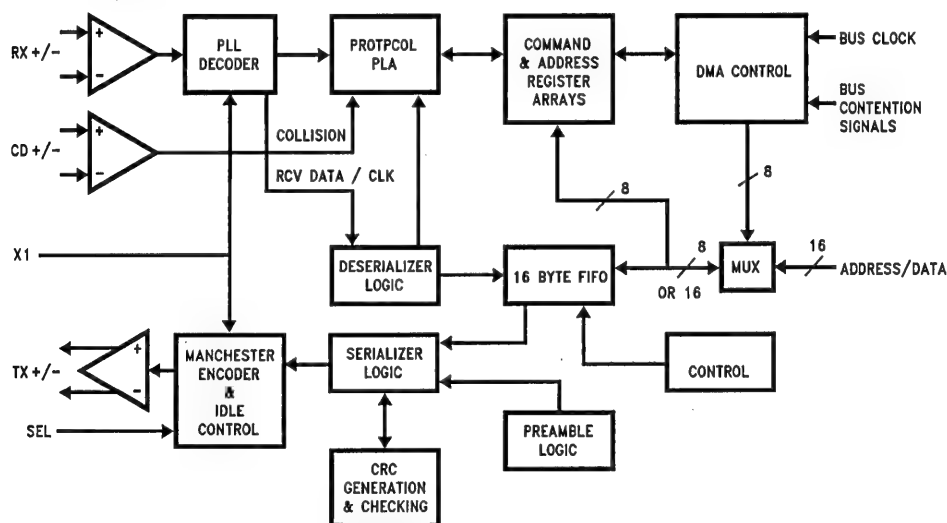 RX +/-
+
−
PLL
DECODER
PROTPCOL
PLA
COMMAND
& ADDRESS
REGISTER
ARRAYS
DMA CONTROL
BUS CLOCK
BUS
CONTENTION
SIGNALS
CD +/-
+
−
COLLISION
RCV DATA / CLK
8
8
X1
DESERIALIZER
LOGIC
16 BYTE FIFO
8
OR 16
MUX
16
ADDRESS/DATA
TX +/-
+
−
MANCHESTER
ENCODER
&
IDLE
CONTROL
SERIALIZER
LOGIC
CONTROL
SEL
PREAMBLE
LOGIC
CRC
GENERATION
& CHECKING